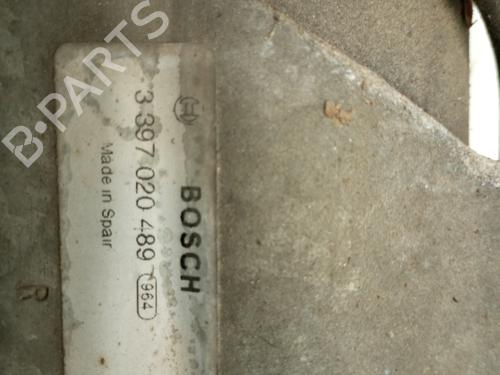 BOSCH
3 397 020 489
964
Made in Spain
R
B-PARTS